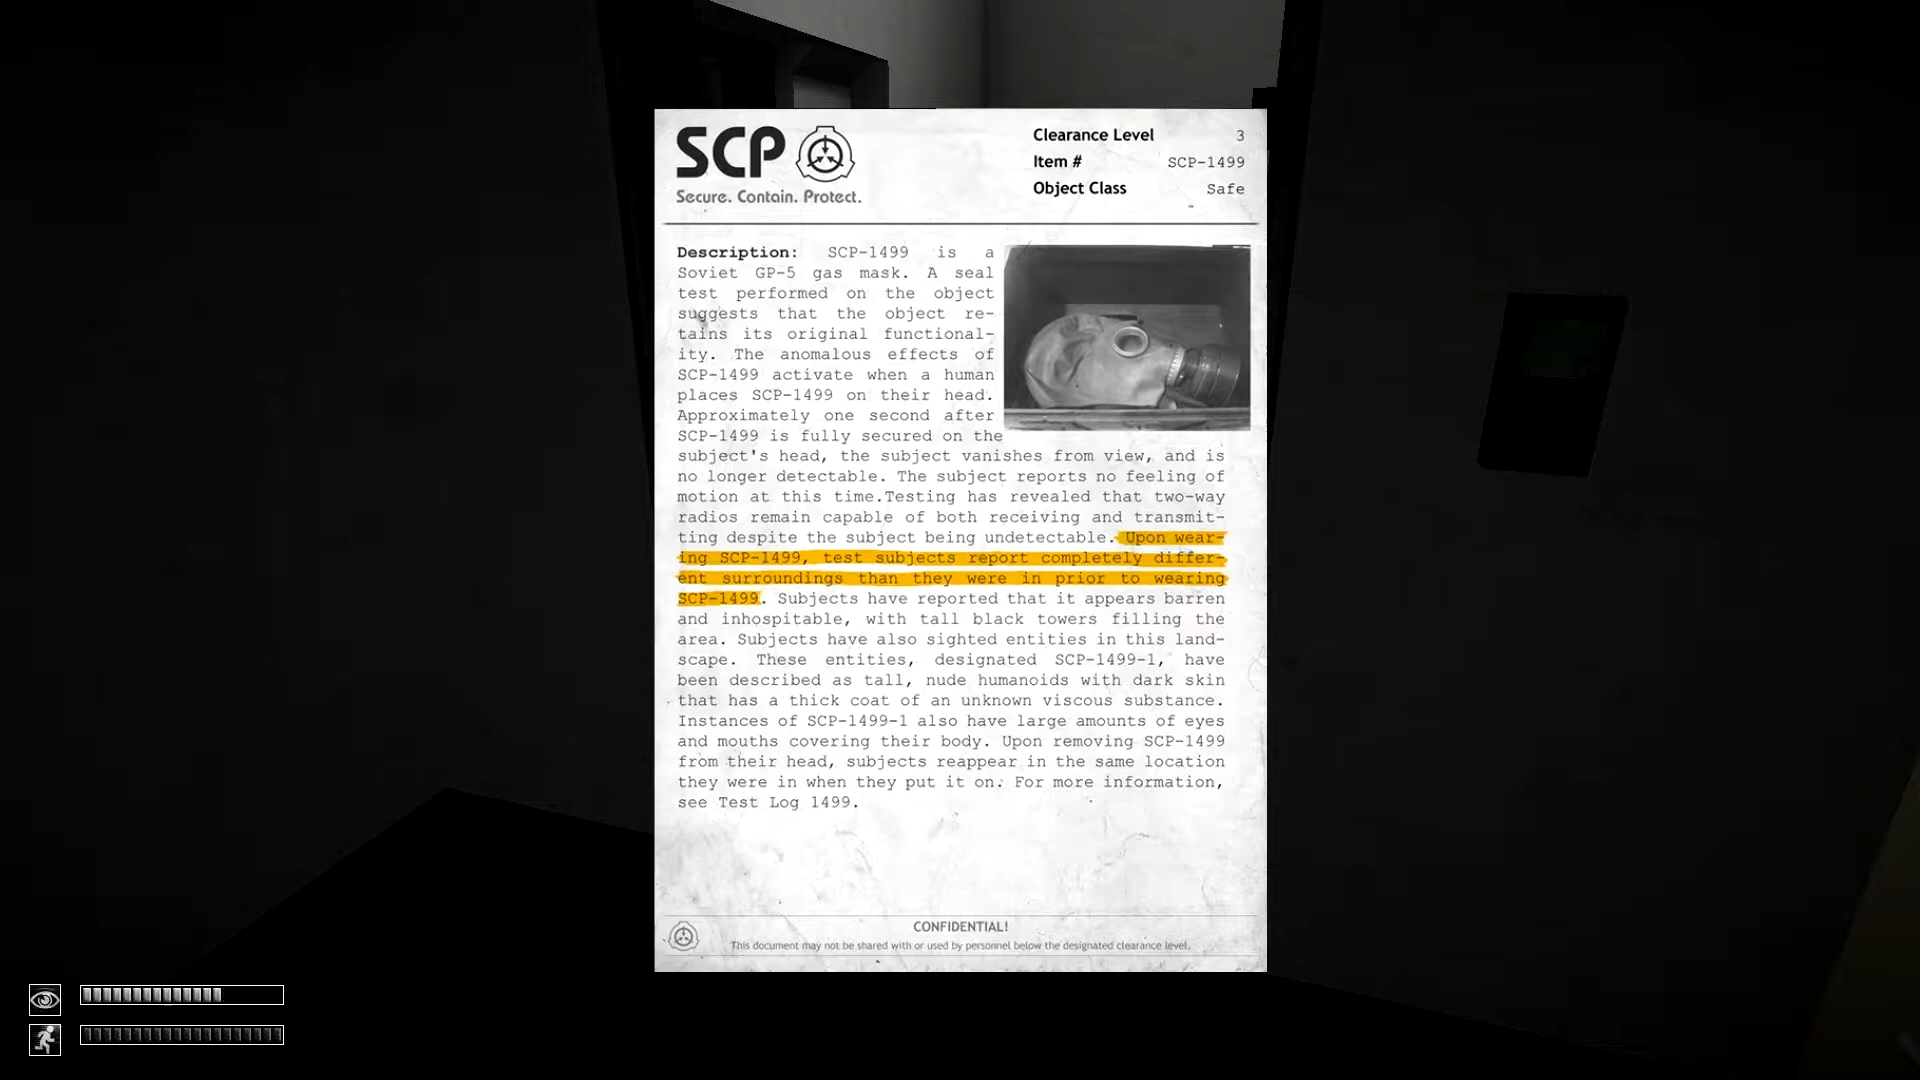 SCP
Secure. Contain. Protect.
Clearance Level 3
Item # SCP-1499
Object Class Safe
Description: SCP-1499 is a
Soviet GP-5 gas mask. A seal
test performed on the object
suggests that the object re-
tains its original functional-
ity. The anomalous effects of
SCP-1499 activate when a human
places SCP-1499 on their head.
Approximately one second after
SCP-1499 is fully secured on the
subject's head, the subject vanishes from view, and is
no longer detectable. The subject reports no feeling of
motion at this time.Testing has revealed that two-way
radios remain capable of both receiving and transmit-
ting despite the subject being undetectable. Upon wear-
ing SCP-1499, test subjects report completely differ-
ent surroundings than they were in prior to wearing
SCP-1499. Subjects have reported that it appears barren
and inhospitable, with tall black towers filling the
area. Subjects have also sighted entities in this land-
scape. These entities, designated SCP-1499-1, have
been described as tall, nude humanoids with dark skin
that has a thick coat of an unknown viscous substance.
Instances of SCP-1499-1 also have large amounts of eyes
and mouths covering their body. Upon removing SCP-1499
from their head, subjects reappear in the same location
they were in when they put it on. For more information,
see Test Log 1499.
CONFIDENTIAL!
This document may not be shared with or used by personnel below the designated clearance level.